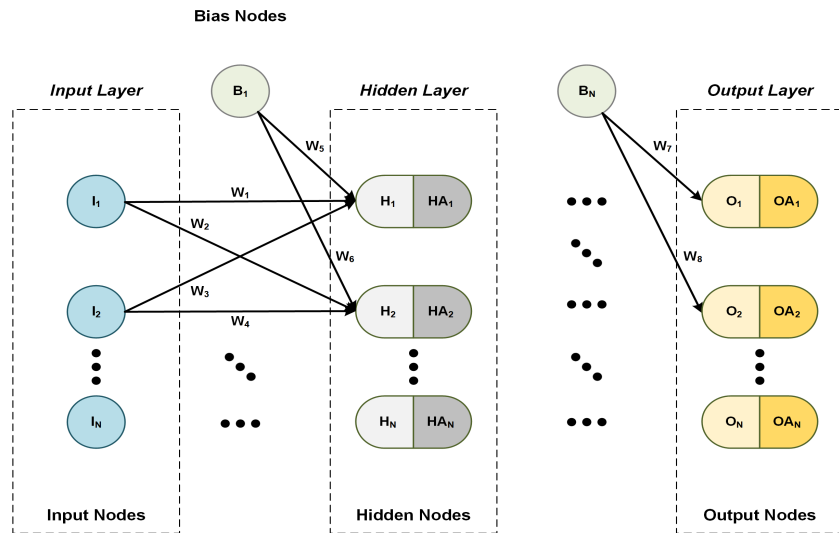 Bias Nodes
Input Layer
B1
Hidden Layer
BN
Output Layer
W5
W7
I1
W1
H1
HA1
O1
OA1
W2
W6
W8
W3
I2
W4
H2
HA2
O2
OA2
IN
HN
HAN
ON
OAN
Input Nodes
Hidden Nodes
Output Nodes